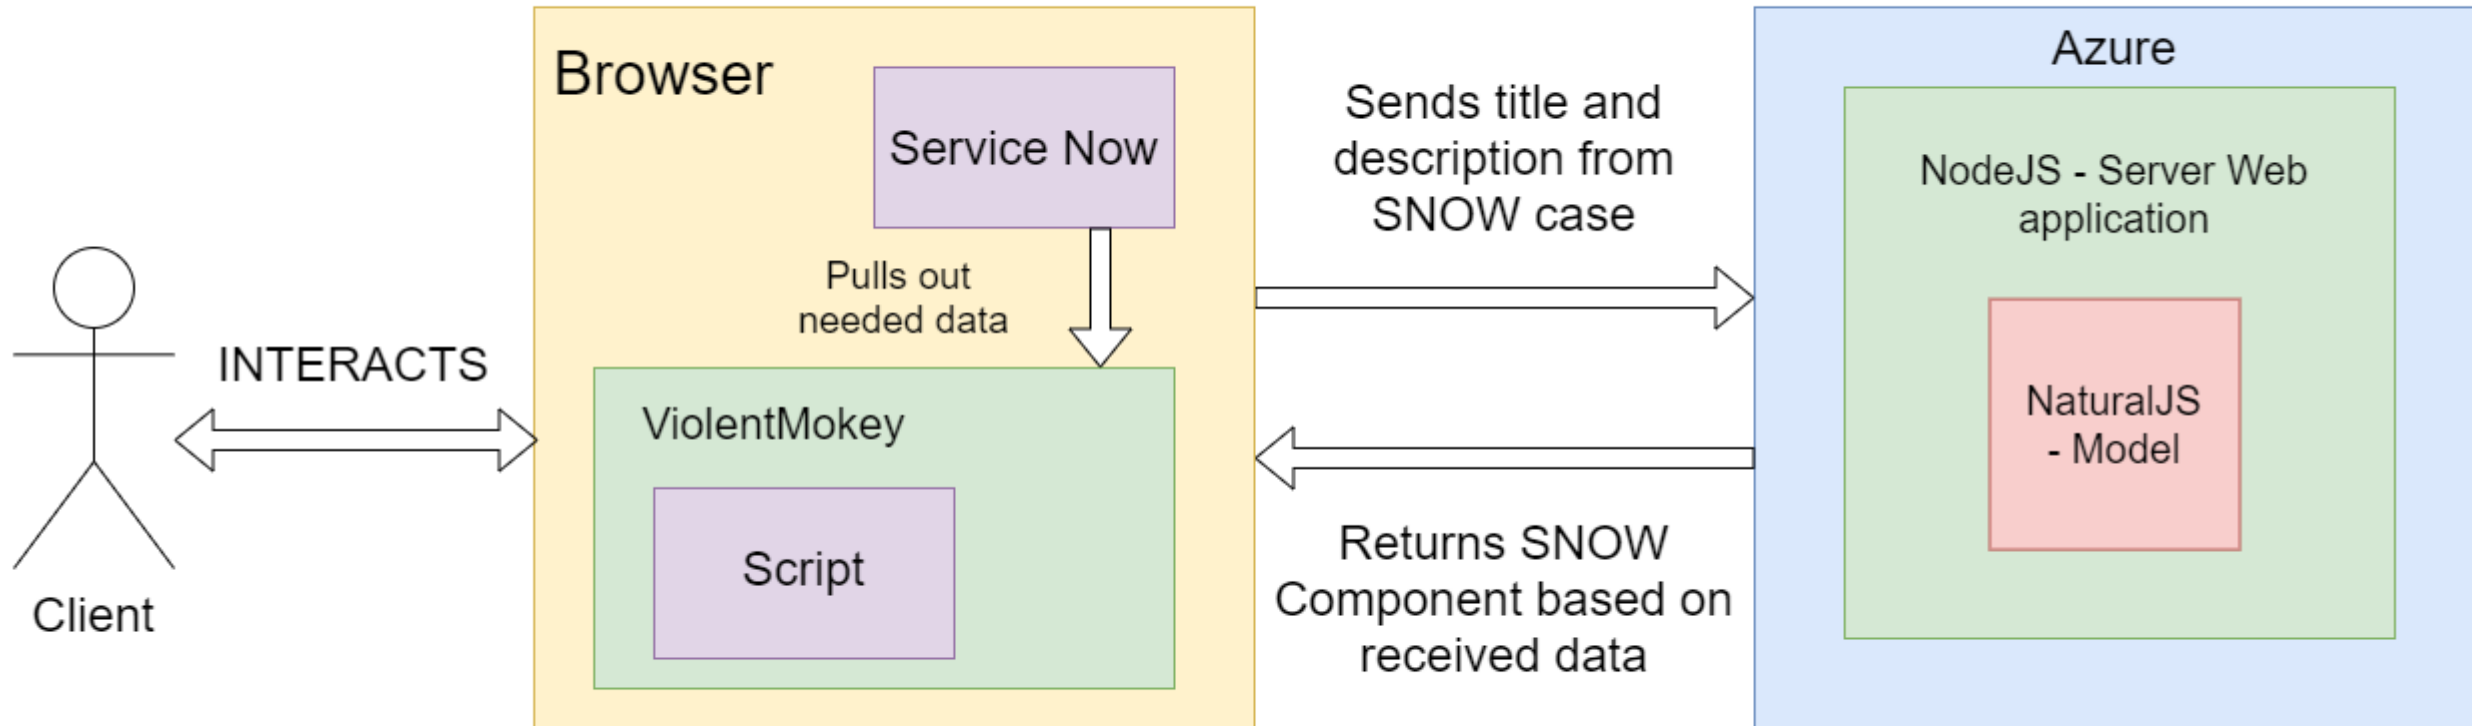 Browser
Service Now
Pulls out
needed data
ViolentMokey
Script
INTERACTS
Client
Sends title and
description from
SNOW case
Returns SNOW
Component based on
received data
Azure
NodeJS - Server Web
application
NaturalJS
- Model